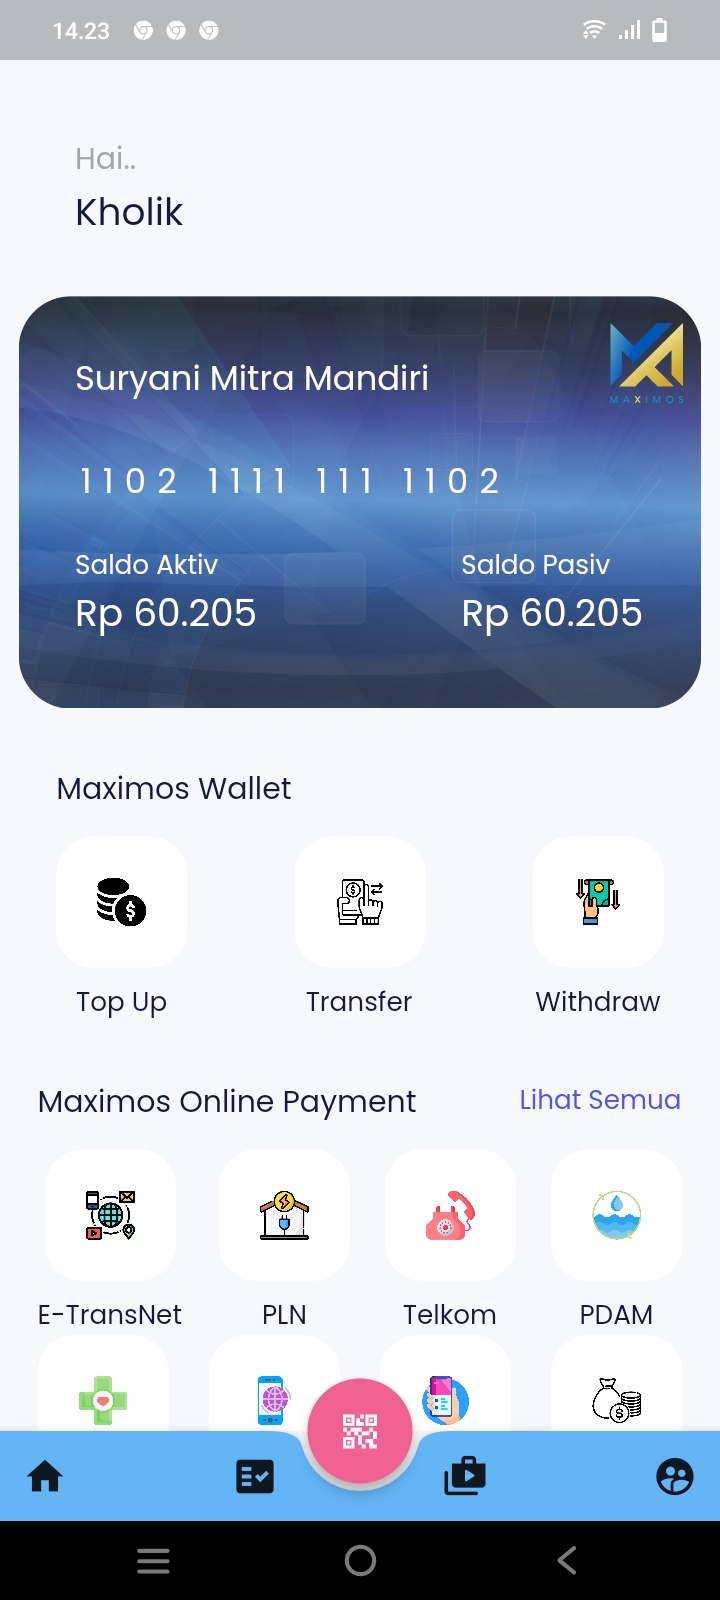 14.23
Hai..
Kholik
MAXIMOS
Suryani Mitra Mandiri
1102 1111 111 1102
Saldo Aktiv
Saldo Pasiv
Rp 60.205
Rp 60.205
Maximos Wallet
Top Up
Transfer
Withdraw
Maximos Online Payment
Lihat Semua
E-TransNet
PLN
Telkom
PDAM